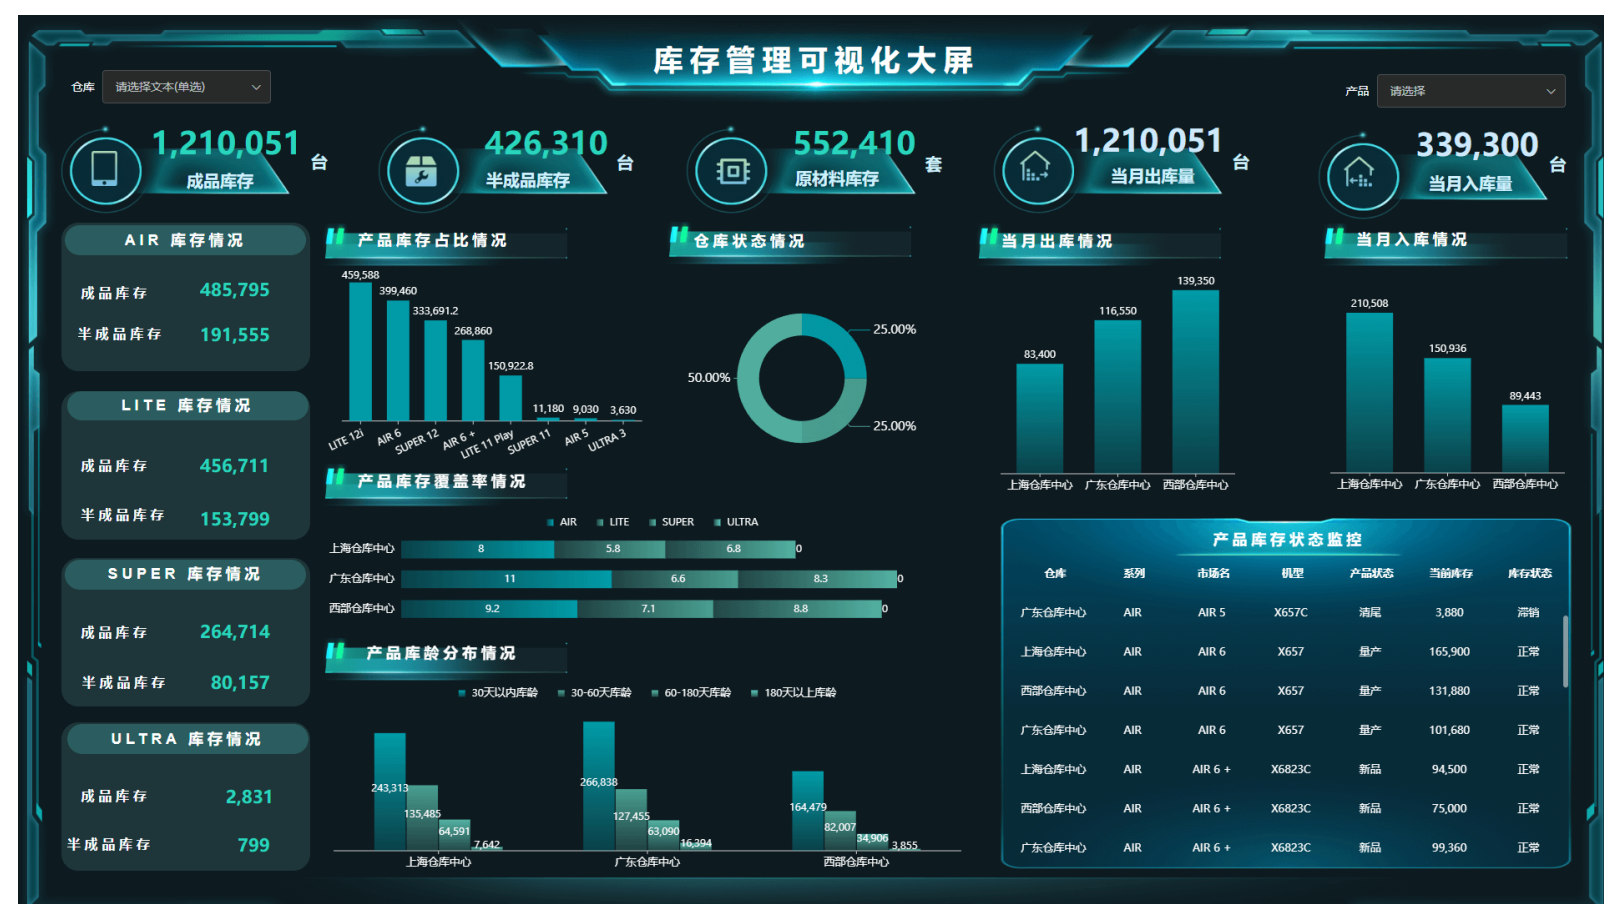 库存管理可视化大屏
仓库 请选择文本(单选)
产品 请选择
1,210,051 台
成品库存
426,310 台
半成品库存
552,410 套
原材料库存
1,210,051 台
当月出库量
339,300 台
当月入库量
AIR 库存情况
成品库存 485,795
半成品库存 191,555
LITE 库存情况
成品库存 456,711
半成品库存 153,799
SUPER 库存情况
成品库存 264,714
半成品库存 80,157
ULTRA 库存情况
成品库存 2,831
半成品库存 799
产品库存占比情况
459,588
399,460
333,691.2
268,860
150,922.8
11,180 9,030 3,630
LITE 12i AIR 6 SUPER 12 AIR 6 + LITE 11 Play SUPER 11 AIR 5 ULTRA 3
仓库状态情况
25.00%
50.00%
25.00%
当月出库情况
139,350
116,550
83,400
上海仓库中心 广东仓库中心 西部仓库中心
当月入库情况
210,508
150,936
89,443
上海仓库中心 广东仓库中心 西部仓库中心
产品库存覆盖率情况
AIR LITE SUPER ULTRA
上海仓库中心 8 5.8 6.8 0
广东仓库中心 11 6.6 8.3 0
西部仓库中心 9.2 7.1 8.8 0
产品库龄分布情况
30天以内库龄 30-60天库龄 60-180天库龄 180天以上库龄
243,313 135,485 64,591 7,642
266,838 127,455 63,090 16,394
164,479 82,007 34,906 3,855
上海仓库中心 广东仓库中心 西部仓库中心
产品库存状态监控
仓库 系列 市场名 机型 产品状态 当前库存 库存状态
广东仓库中心 AIR AIR 5 X657C 清尾 3,880 滞销
上海仓库中心 AIR AIR 6 X657 量产 165,900 正常
西部仓库中心 AIR AIR 6 X657 量产 131,880 正常
广东仓库中心 AIR AIR 6 X657 量产 101,680 正常
上海仓库中心 AIR AIR 6 + X6823C 新品 94,500 正常
西部仓库中心 AIR AIR 6 + X6823C 新品 75,000 正常
广东仓库中心 AIR AIR 6 + X6823C 新品 99,360 正常